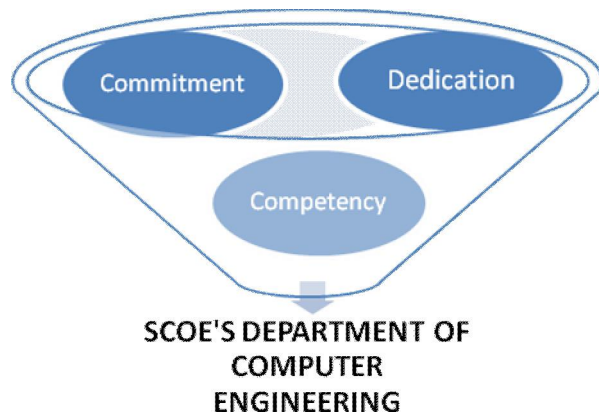 Commitment
Dedication
Competency
SCOE'S DEPARTMENT OF
COMPUTER
ENGINEERING